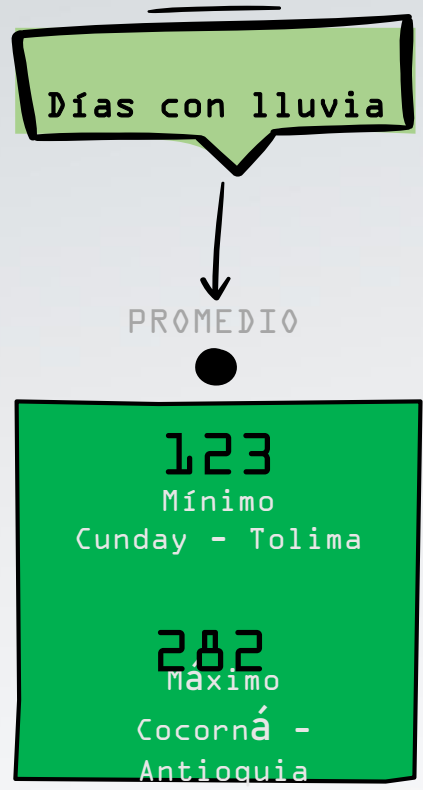 Días con lluvia
PROMEDIO
123
Mínimo
Cunday - Tolima
282
Máximo
Cocorná -
Antioquia